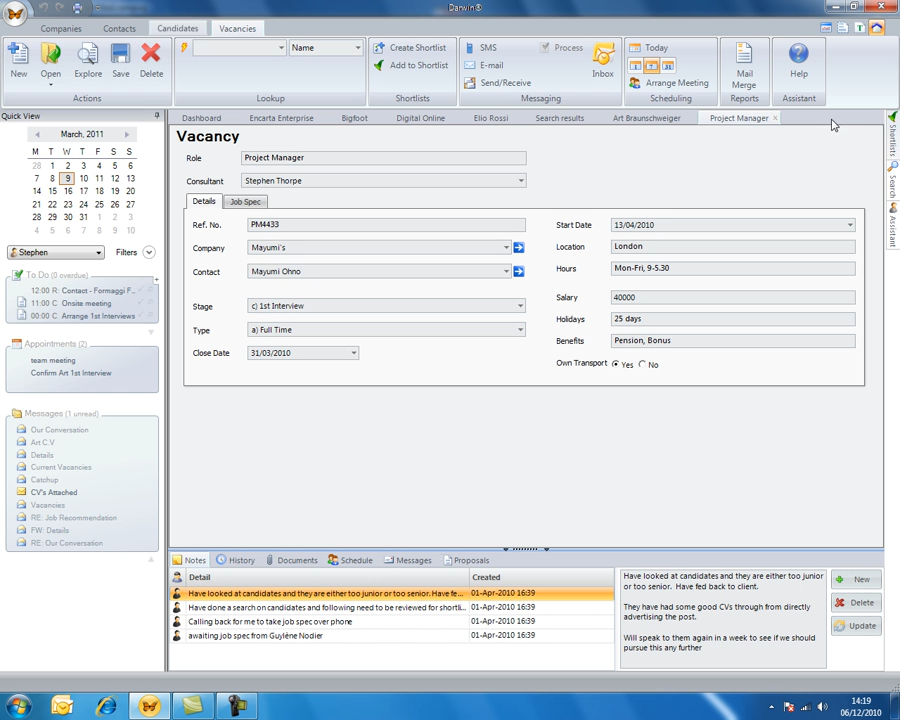 Darwin®
Companies
Contacts
Candidates
Vacancies
New
Open
Explore
Save
Delete
Actions
Name
Lookup
Create Shortlist
Add to Shortlist
Shortlists
SMS
E-mail
Send/Receive
Process
Inbox
Messaging
Today
Arrange Meeting
Scheduling
Mail
Merge
Reports
Help
Assistant
Quick View
Dashboard
Encarta Enterprise
Bigfoot
Digital Online
Elio Rossi
Search results
Art Braunschweiger
Project Manager
March, 2011
M T W T F S S
28 1 2 3 4 5 6
7 8 9 10 11 12 13
14 15 16 17 18 19 20
21 22 23 24 25 26 27
28 29 30 31 1 2 3
4 5 6 7 8 9 10
Stephen
Filters
To Do (0 overdue)
12:00 R: Contact - Formaggi F...
11:00 C Onsite meeting
00:00 C Arrange 1st Interviews
Appointments (2)
team meeting
Confirm Art 1st Interview
Messages (1 unread)
Our Conversation
Art C.V
Details
Current Vacancies
Catchup
CV's Attached
Vacancies
RE: Job Recommendation
FW: Details
RE: Our Conversation
Vacancy
Role Project Manager
Consultant Stephen Thorpe
Details Job Spec
Ref. No. PM4433
Company Mayumi's
Contact Mayumi Ohno
Stage c) 1st Interview
Type a) Full Time
Close Date 31/03/2010
Start Date 13/04/2010
Location London
Hours Mon-Fri, 9-5.30
Salary 40000
Holidays 25 days
Benefits Pension, Bonus
Own Transport Yes No
Shortlists
Search
Assistant
Notes History Documents Schedule Messages Proposals
Detail Created
Have looked at candidates and they are either too junior or too senior. Have fe... 01-Apr-2010 16:39
Have done a search on candidates and following need to be reviewed for shortli... 01-Apr-2010 16:39
Calling back for me to take job spec over phone 01-Apr-2010 16:39
awaiting job spec from Guylène Nodier 01-Apr-2010 16:39
Have looked at candidates and they are either too junior
or too senior. Have fed back to client.
They have had some good CVs through from directly
advertising the post.
Will speak to them again in a week to see if we should
pursue this any further
New
Delete
Update
14:19
06/12/2010